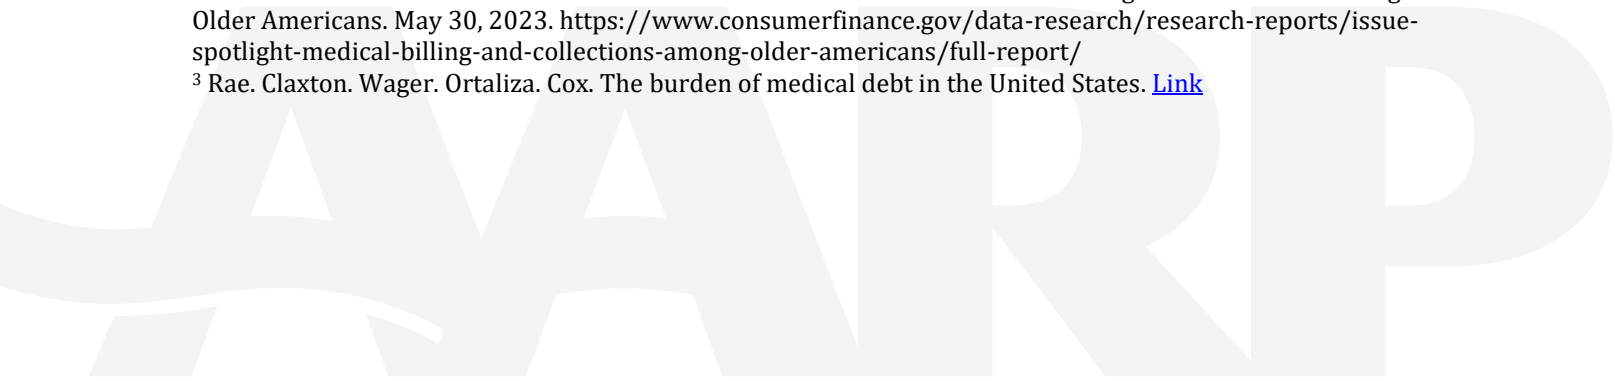 Older Americans. May 30, 2023. https://www.consumerfinance.gov/data-research/research-reports/issue-
spotlight-medical-billing-and-collections-among-older-americans/full-report/
³ Rae. Claxton. Wager. Ortaliza. Cox. The burden of medical debt in the United States. Link
AARP